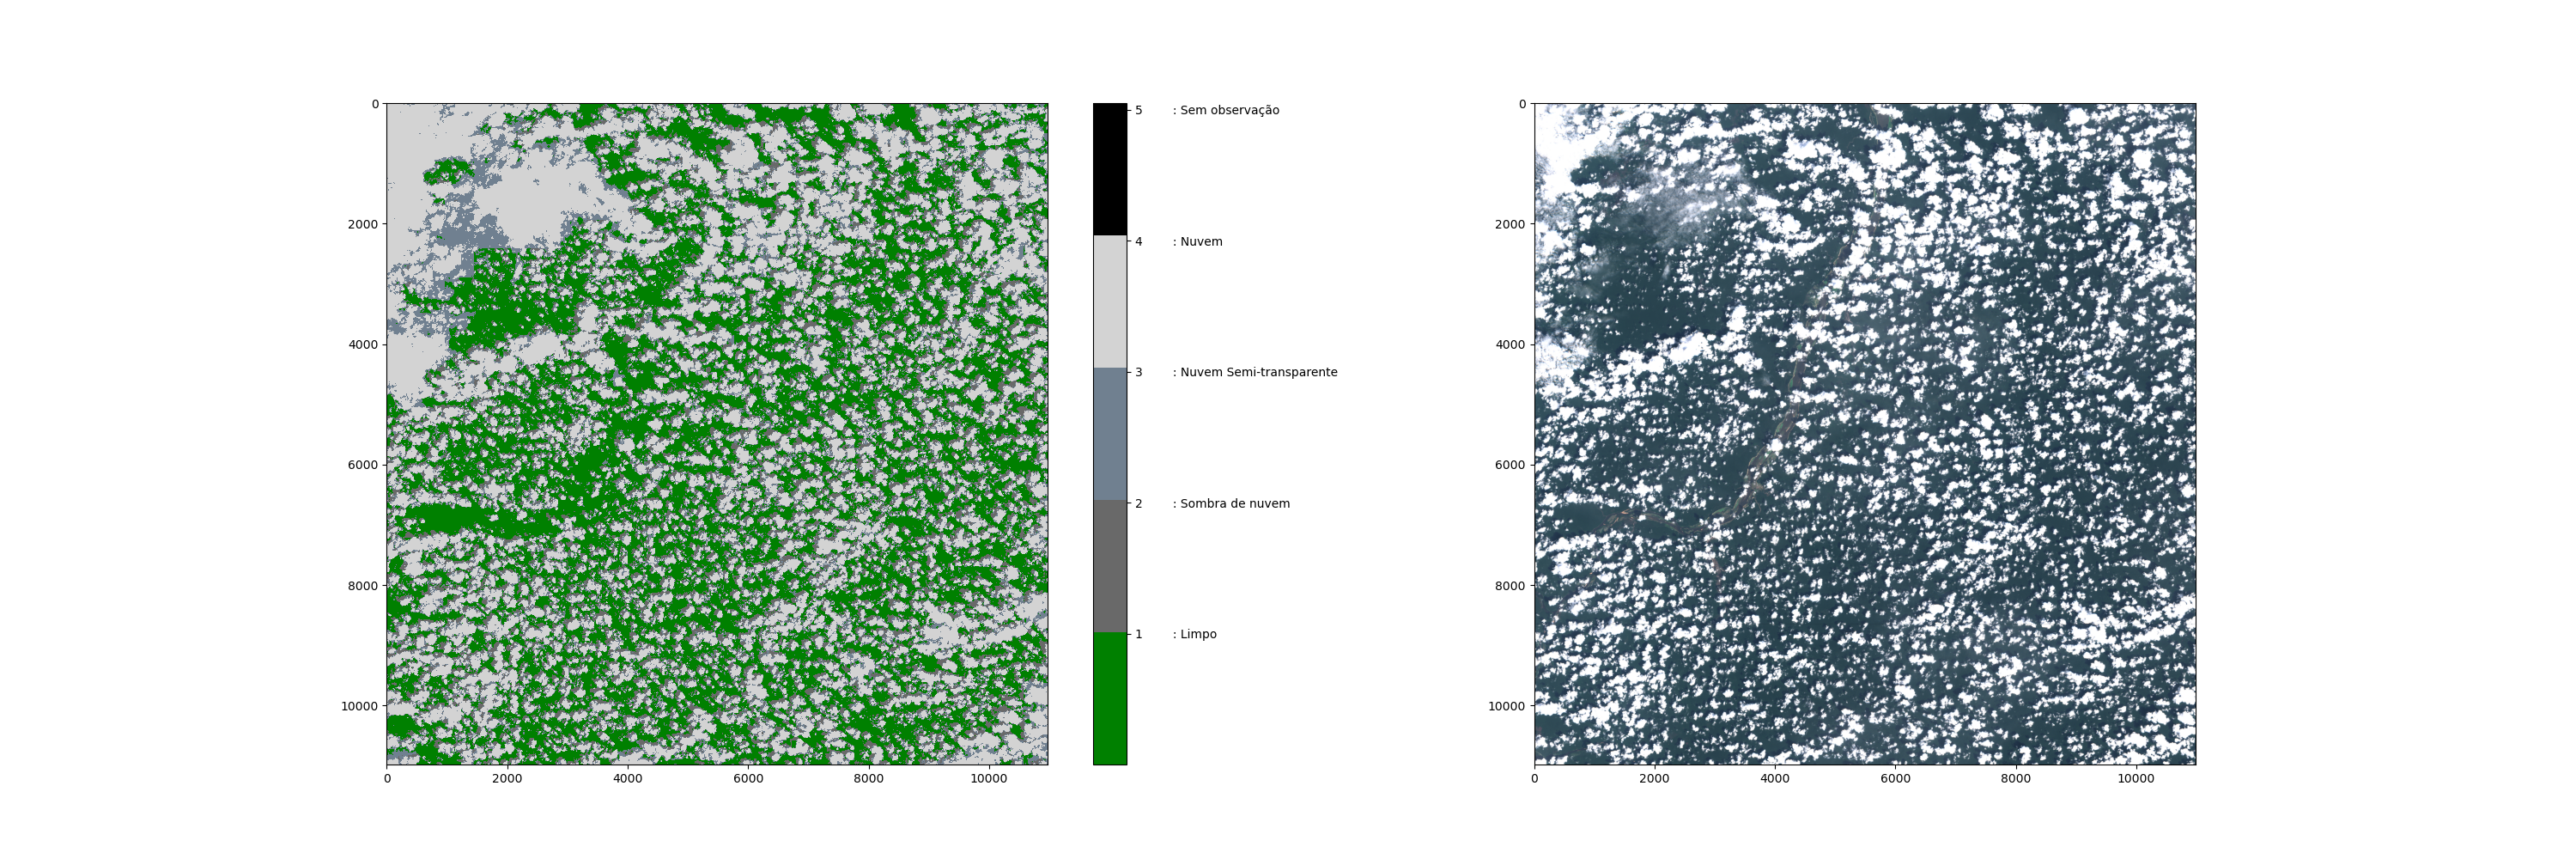 0
2000
4000
6000
8000
10000
0 2000 4000 6000 8000 10000
5 : Sem observação
4 : Nuvem
3 : Nuvem Semi-transparente
2 : Sombra de nuvem
1 : Limpo
0
2000
4000
6000
8000
10000
0 2000 4000 6000 8000 10000